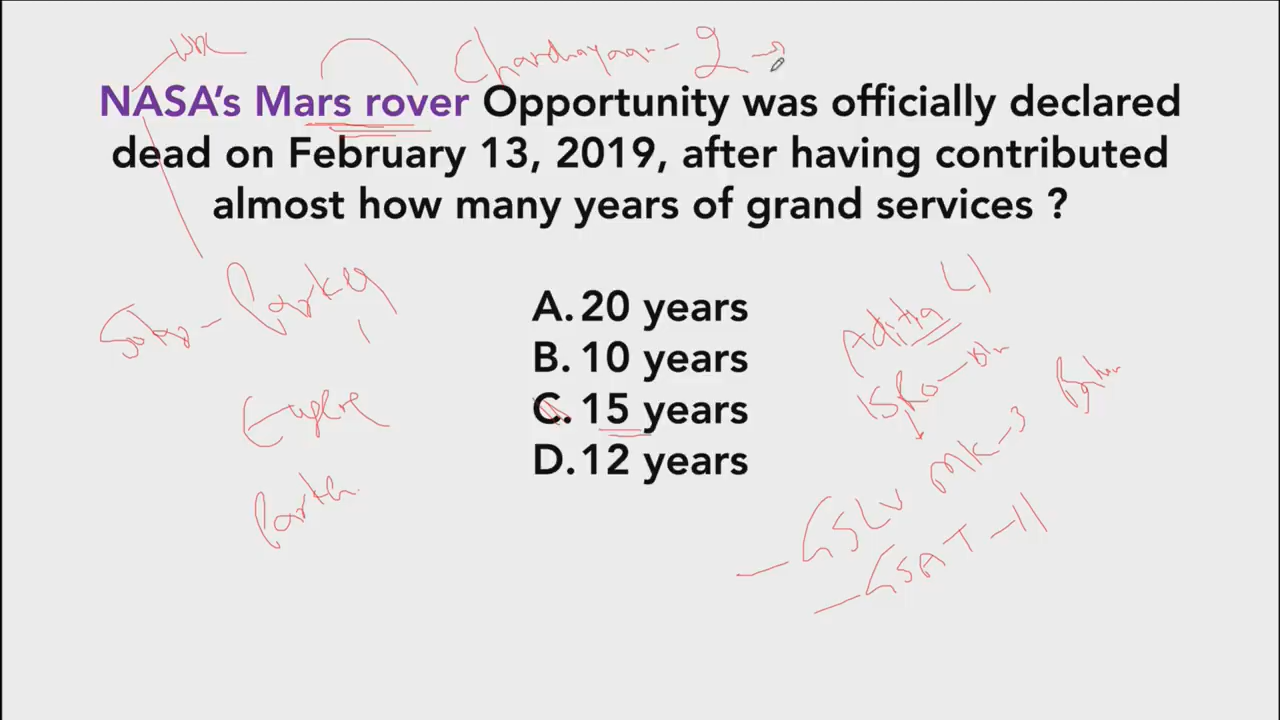 Chandrayaan-2 →
NASA's Mars rover Opportunity was officially declared
dead on February 13, 2019, after having contributed
almost how many years of grand services ?
A. 20 years
B. 10 years
C. 15 years
D. 12 years
Solar - Parker
Aditya L1
ISRO
GSLV MK-3
GSAT-11